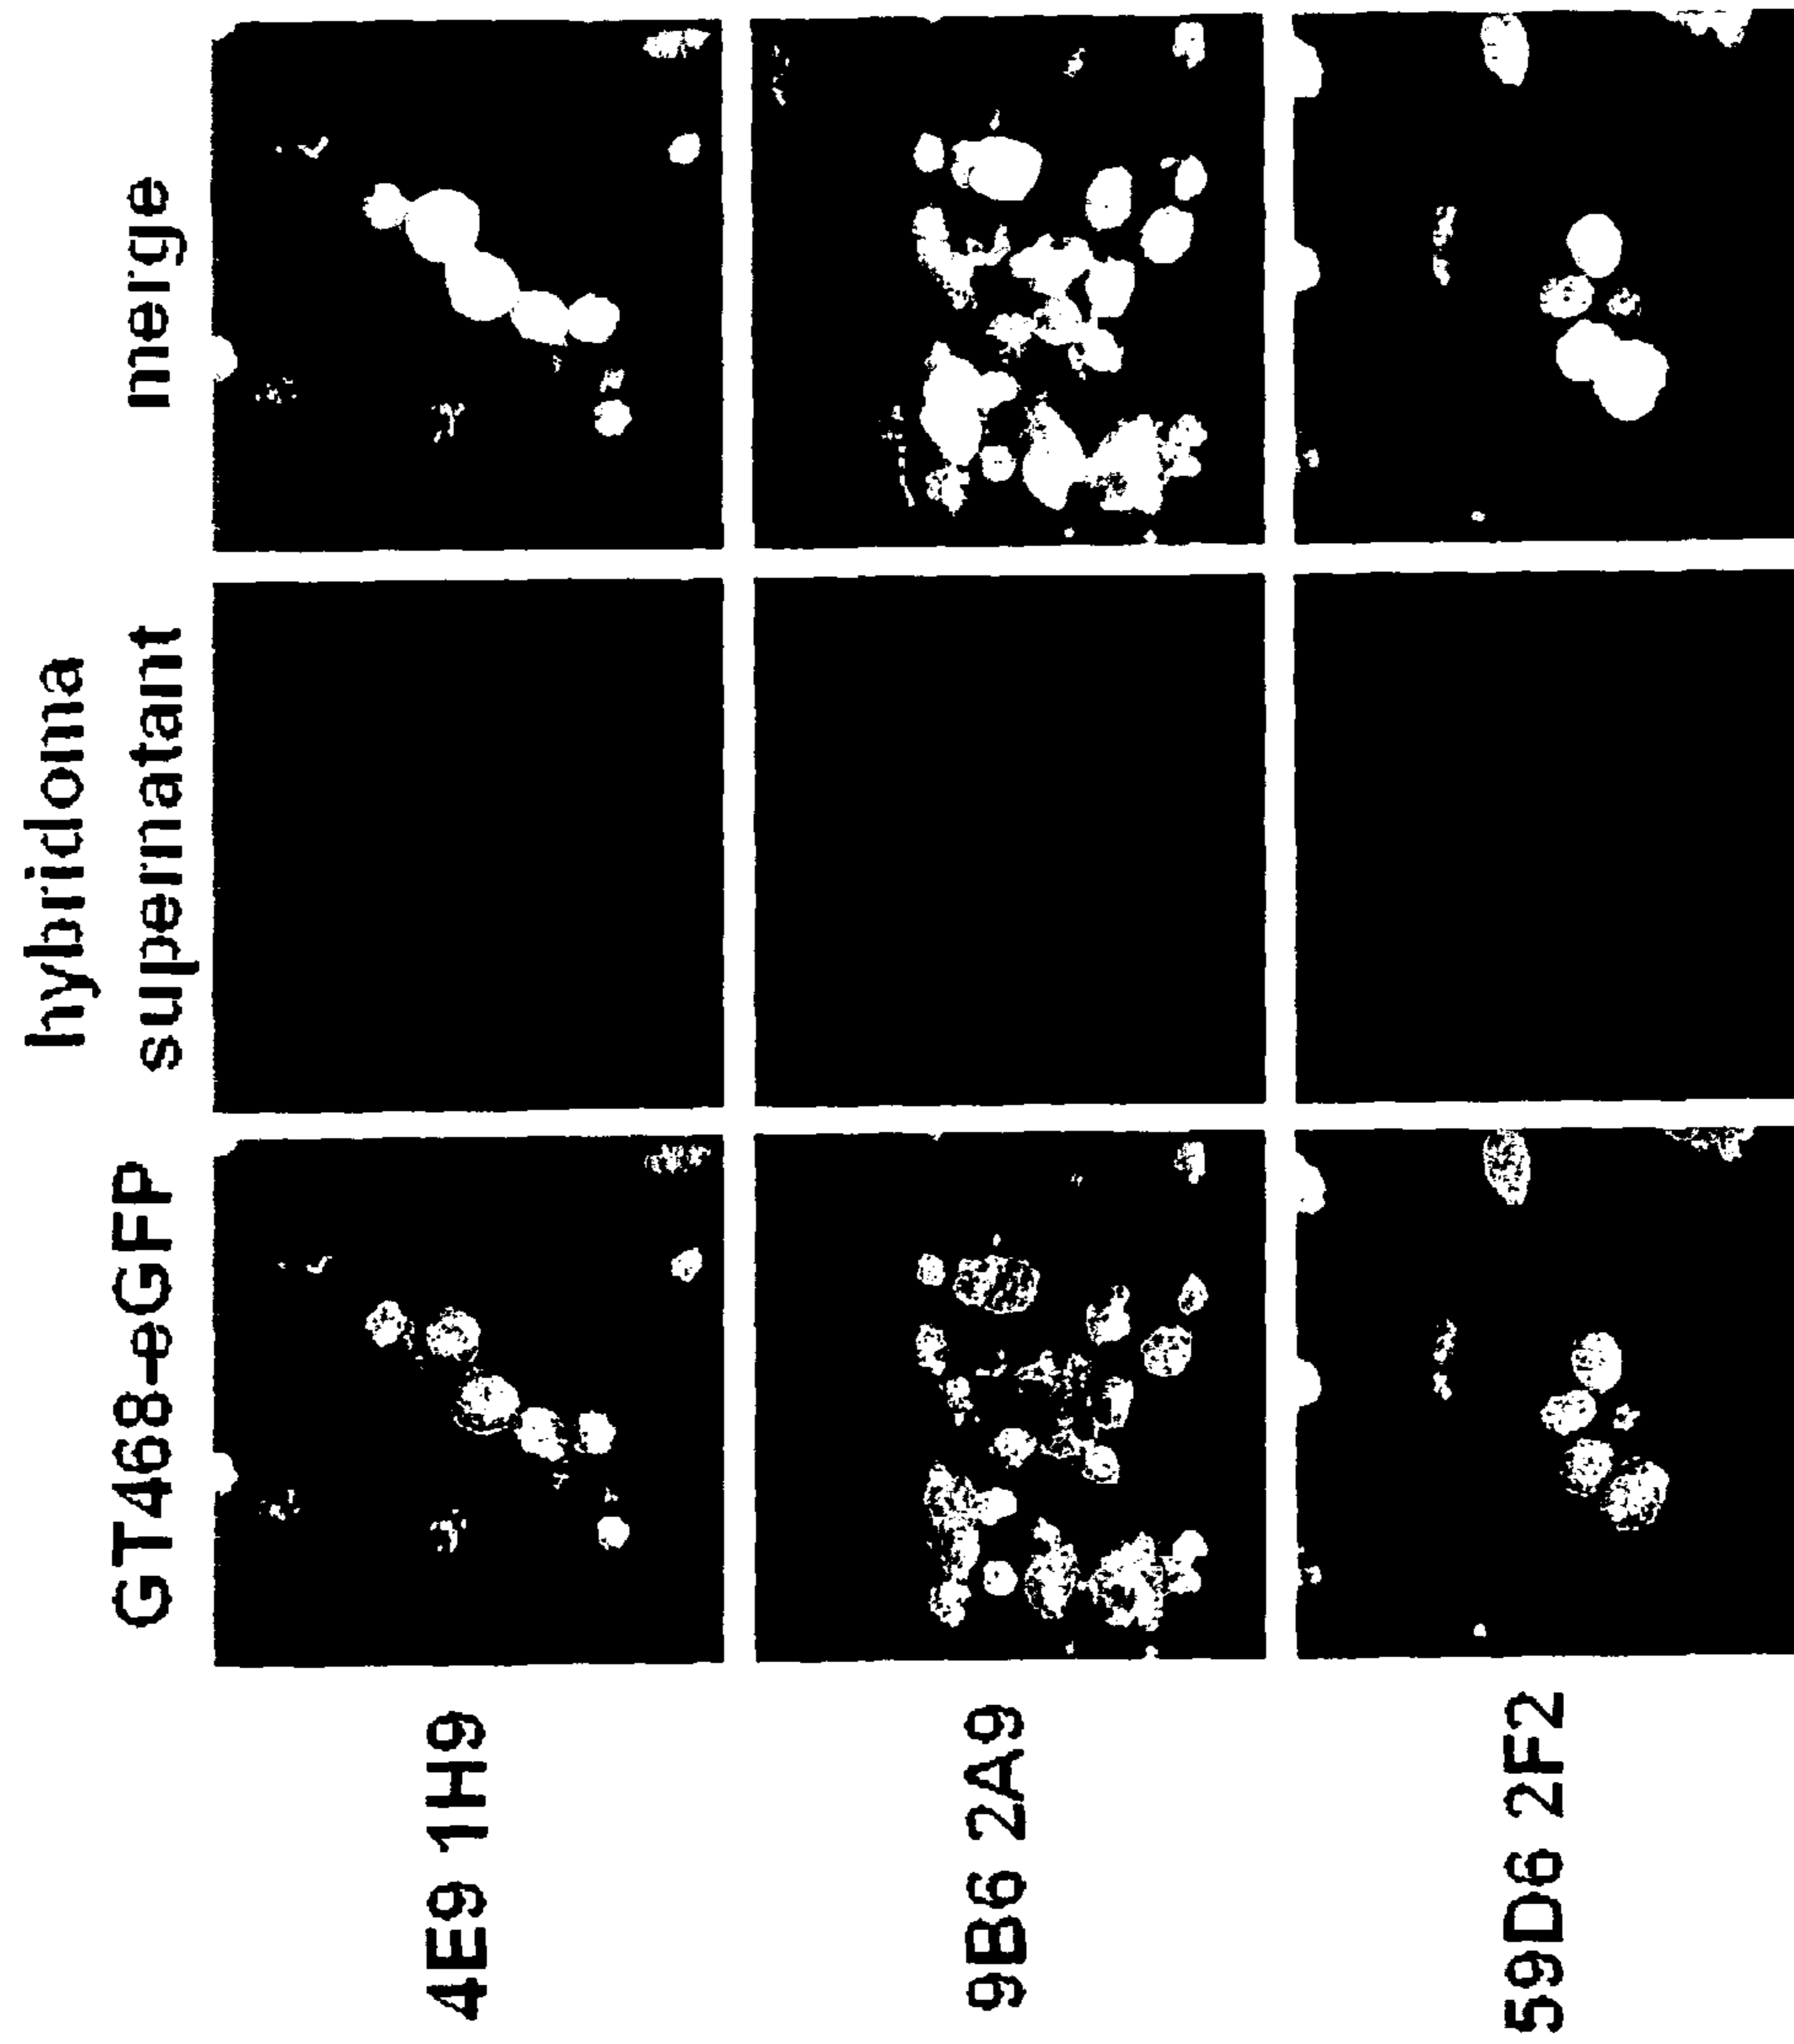 GT468-eGFP
hybridoma
supernatant
merge
4E9 1H9
9B6 2A9
59D6 2F2